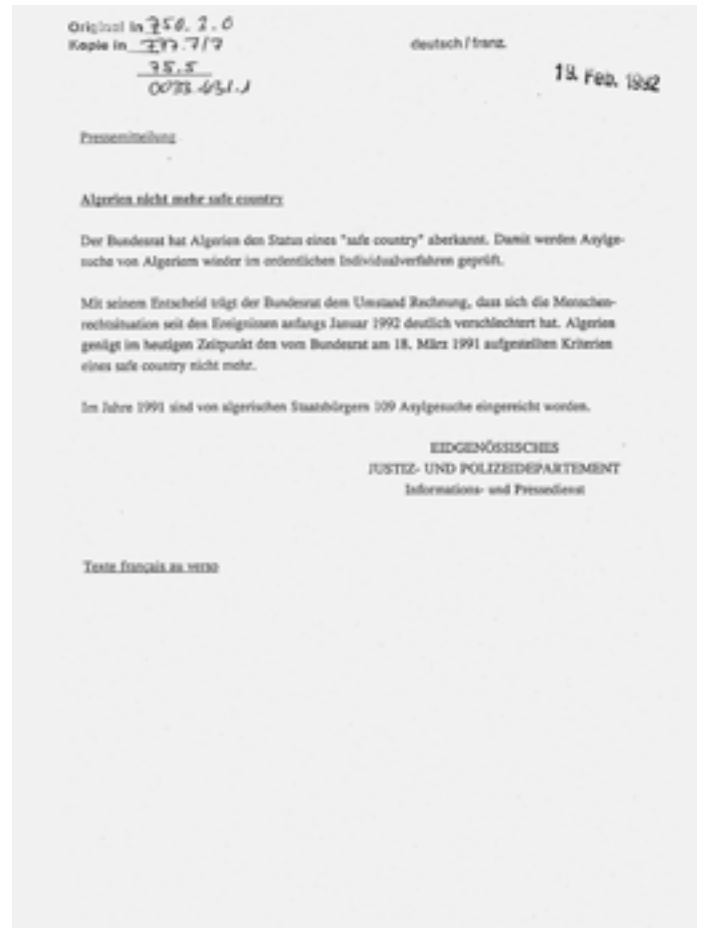 Original in 750.2.0
deutsch / franz.
Kopie in 777.717
75.5
19. Feb. 1992
Pressemitteilung
Algerien nicht mehr safe country
Der Bundesrat hat Algerien den Status eines "safe country" aberkannt. Damit werden Asylge-
suche von Algeriern wieder im ordentlichen Individualverfahren geprüft.
Mit seinem Entscheid trägt der Bundesrat dem Umstand Rechnung, dass sich die Menschen-
rechtssituation seit den Ereignissen anfangs Januar 1992 deutlich verschlechtert hat. Algerien
genügt im heutigen Zeitpunkt den vom Bundesrat am 18. März 1991 aufgestellten Kriterien
eines safe country nicht mehr.
Im Jahre 1991 sind von algerischen Staatsbürgern 109 Asylgesuche eingereicht worden.
EIDGENÖSSISCHES
JUSTIZ- UND POLIZEIDEPARTEMENT
Informations- und Pressedienst
Texte français au verso